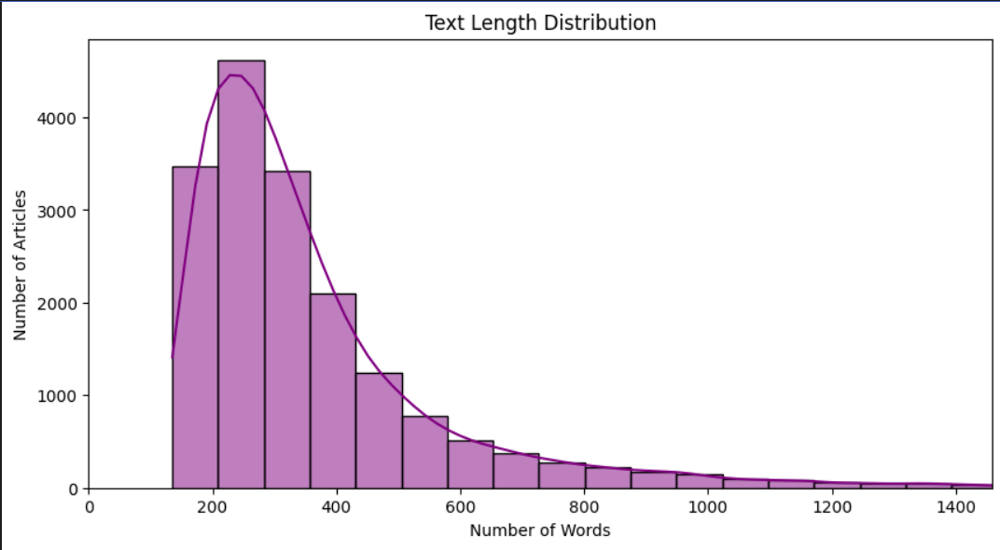 Text Length Distribution
Number of Articles
4000
3000
2000
1000
0
0 200 400 600 800 1000 1200 1400
Number of Words